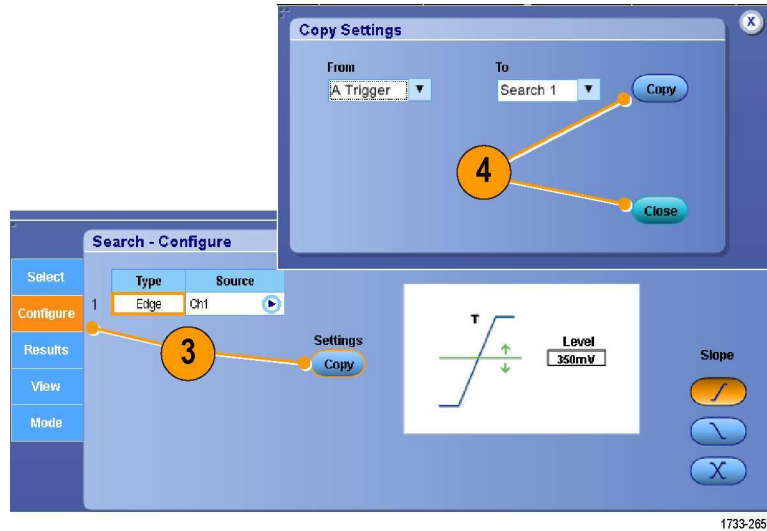 Copy Settings
X
From
To
A Trigger
Search 1
Copy
4
Close
Search - Configure
Select
Configure
Results
View
Mode
Type
Source
1
Edge
Ch1
3
Settings
Copy
T
Level
350mV
Slope
1733-265